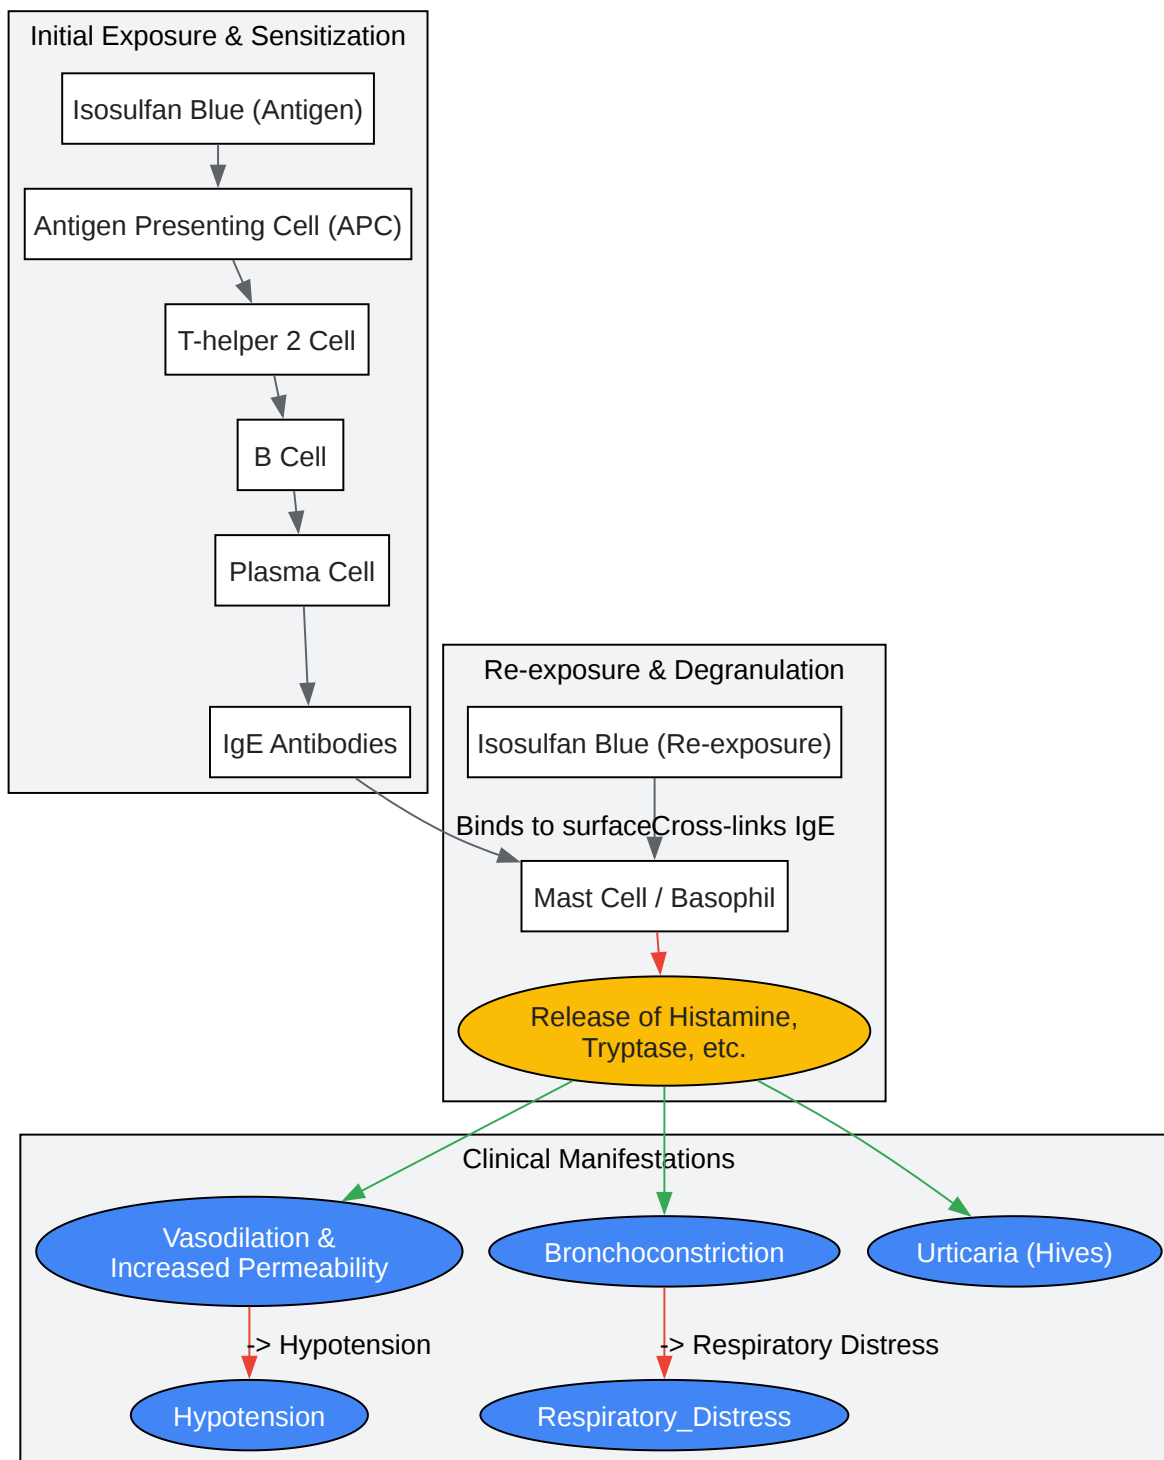 Initial Exposure & Sensitization
Isosulfan Blue (Antigen)
Antigen Presenting Cell (APC)
T-helper 2 Cell
B Cell
Plasma Cell
IgE Antibodies
Re-exposure & Degranulation
Isosulfan Blue (Re-exposure)
Binds to surface
Cross-links IgE
Mast Cell / Basophil
Release of Histamine,
Tryptase, etc.
Clinical Manifestations
Vasodilation &
Increased Permeability
Bronchoconstriction
Urticaria (Hives)
-> Hypotension
-> Respiratory Distress
Hypotension
Respiratory_Distress